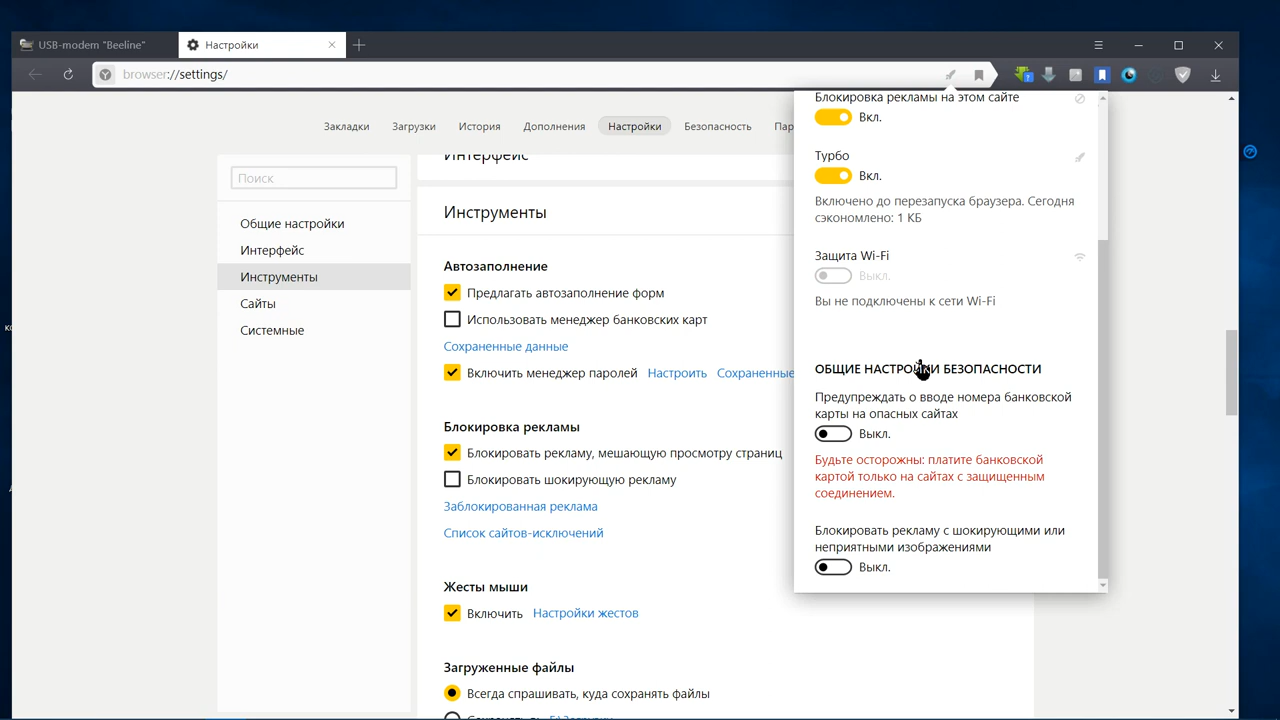 USB-modem "Beeline"
Настройки
browser://settings/
Закладки
Загрузки
История
Дополнения
Настройки
Безопасность
Пар
Поиск
Общие настройки
Интерфейс
Инструменты
Сайты
Системные
Интерфейс
Инструменты
Автозаполнение
Предлагать автозаполнение форм
Использовать менеджер банковских карт
Сохраненные данные
Включить менеджер паролей Настроить Сохраненные
Блокировка рекламы
Блокировать рекламу, мешающую просмотру страниц
Блокировать шокирующую рекламу
Заблокированная реклама
Список сайтов-исключений
Жесты мыши
Включить Настройки жестов
Загруженные файлы
Всегда спрашивать, куда сохранять файлы
Блокировка рекламы на этом сайте
Вкл.
Турбо
Вкл.
Включено до перезапуска браузера. Сегодня
сэкономлено: 1 КБ
Защита Wi-Fi
Выкл.
Вы не подключены к сети Wi-Fi
ОБЩИЕ НАСТРОЙКИ БЕЗОПАСНОСТИ
Предупреждать о вводе номера банковской
карты на опасных сайтах
Выкл.
Будьте осторожны: платите банковской
картой только на сайтах с защищенным
соединением.
Блокировать рекламу с шокирующими или
неприятными изображениями
Выкл.